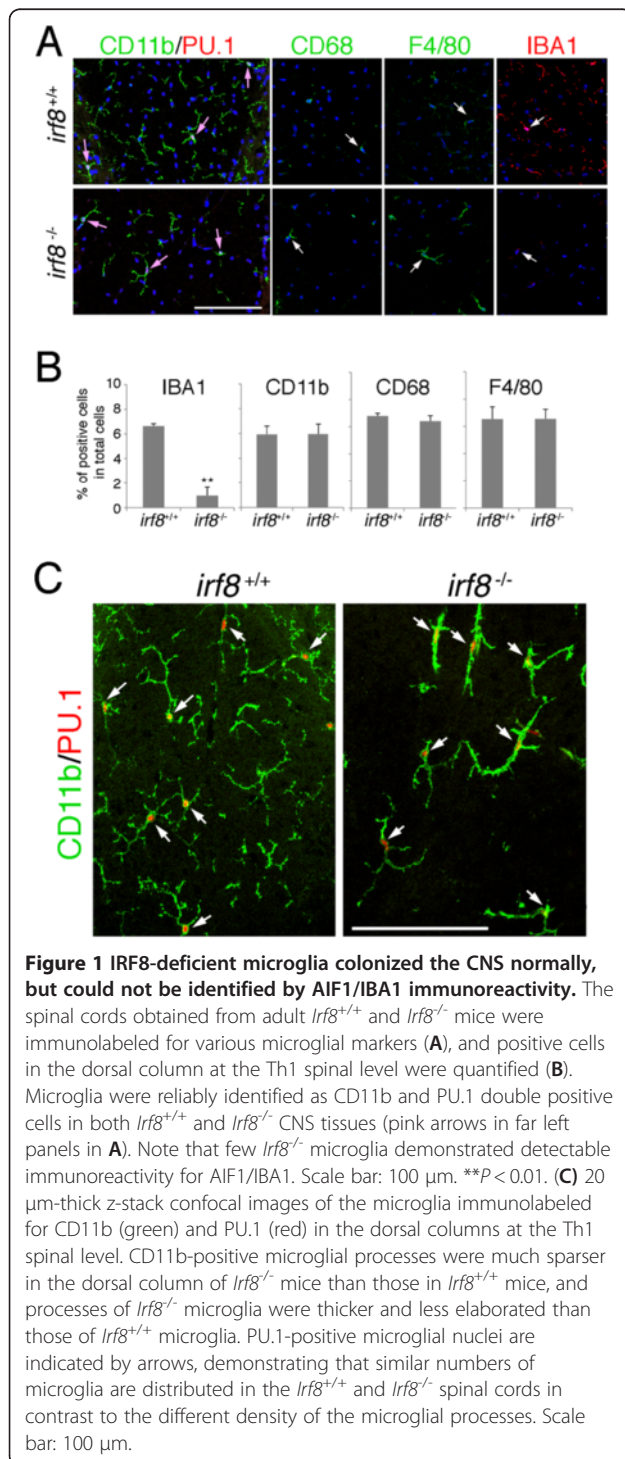 A
CD11b/PU.1 CD68 F4/80 IBA1
irf8+/+
irf8-/-
B
% of positive cells
in total cells
10
8
6
4
2
0
IBA1 CD11b CD68 F4/80
**
irf8+/+ irf8-/- irf8+/+ irf8-/- irf8+/+ irf8-/- irf8+/+ irf8-/-
C
irf8+/+ irf8-/-
CD11b/PU.1
Figure 1 IRF8-deficient microglia colonized the CNS normally,
but could not be identified by AIF1/IBA1 immunoreactivity. The
spinal cords obtained from adult Irf8+/+ and Irf8-/- mice were
immunolabeled for various microglial markers (A), and positive cells
in the dorsal column at the Th1 spinal level were quantified (B).
Microglia were reliably identified as CD11b and PU.1 double positive
cells in both Irf8+/+ and Irf8-/- CNS tissues (pink arrows in far left
panels in A). Note that few Irf8-/- microglia demonstrated detectable
immunoreactivity for AIF1/IBA1. Scale bar: 100 μm. **P < 0.01. (C) 20
μm-thick z-stack confocal images of the microglia immunolabeled
for CD11b (green) and PU.1 (red) in the dorsal columns at the Th1
spinal level. CD11b-positive microglial processes were much sparser
in the dorsal column of Irf8-/- mice than those in Irf8+/+ mice, and
processes of Irf8-/- microglia were thicker and less elaborated than
those of Irf8+/+ microglia. PU.1-positive microglial nuclei are
indicated by arrows, demonstrating that similar numbers of
microglia are distributed in the Irf8+/+ and Irf8-/- spinal cords in
contrast to the different density of the microglial processes. Scale
bar: 100 μm.